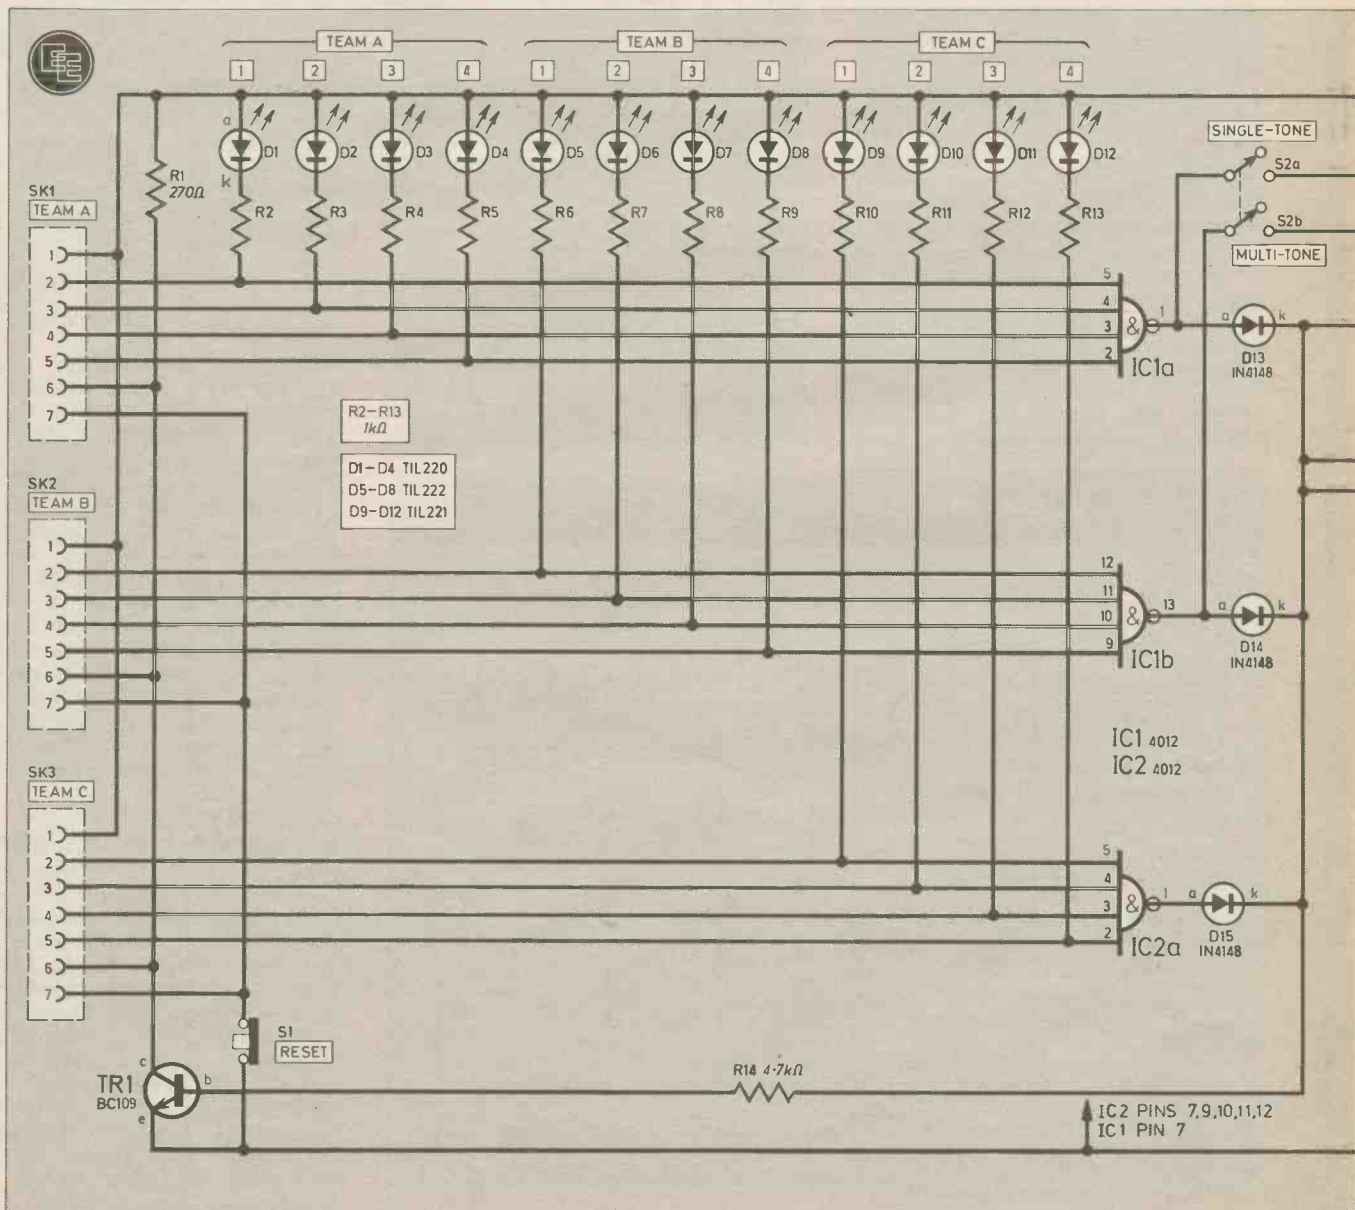 EE
TEAM A TEAM B TEAM C
1 2 3 4 1 2 3 4 1 2 3 4
SINGLE-TONE
a
D1 D2 D3 D4 D5 D6 D7 D8 D9 D10 D11 D12
S2a
k
R1
270Ω
SK1
TEAM A
R2 R3 R4 R5 R6 R7 R8 R9 R10 R11 R12 R13
S2b
MULTI-TONE
1
2 5
3 4 1
4 3 & a k
5 2
IC1a
D13
IN4148
6
7
R2-R13
1kΩ
D1-D4 TIL220
D5-D8 TIL222
D9-D12 TIL221
SK2
TEAM B
1
2 12
3 11
4 10 & 13 a k
5 9
IC1b
D14
IN4148
6
7
IC1 4012
IC2 4012
SK3
TEAM C
1
2 5
3 4
4 3 & 1 a k
5 2
IC2a
D15
IN4148
6
7
S1
RESET
c
TR1
BC109
b
e
R14 4·7kΩ
IC2 PINS 7,9,10,11,12
IC1 PIN 7